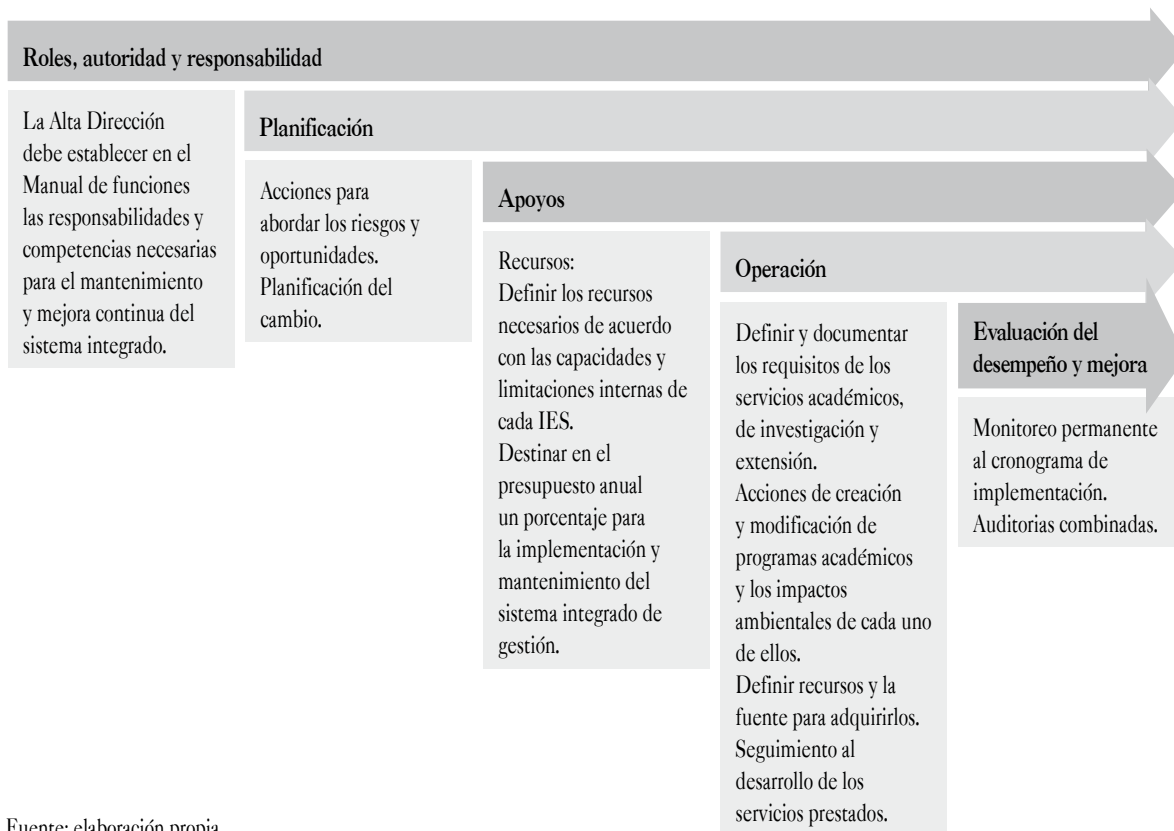 Roles, autoridad y responsabilidad
La Alta Dirección
debe establecer en el
Manual de funciones
las responsabilidades y
competencias necesarias
para el mantenimiento
y mejora continua del
sistema integrado.
Planificación
Acciones para
abordar los riesgos y
oportunidades.
Planificación del
cambio.
Apoyos
Recursos:
Definir los recursos
necesarios de acuerdo
con las capacidades y
limitaciones internas de
cada IES.
Destinar en el
presupuesto anual
un porcentaje para
la implementación y
mantenimiento del
sistema integrado de
gestión.
Operación
Definir y documentar
los requisitos de los
servicios académicos,
de investigación y
extensión.
Acciones de creación
y modificación de
programas académicos
y los impactos
ambientales de cada uno
de ellos.
Definir recursos y la
fuente para adquirirlos.
Seguimiento al
desarrollo de los
servicios prestados.
Evaluación del
desempeño y mejora
Monitoreo permanente
al cronograma de
implementación.
Auditorias combinadas.
Fuente: elaboración propia